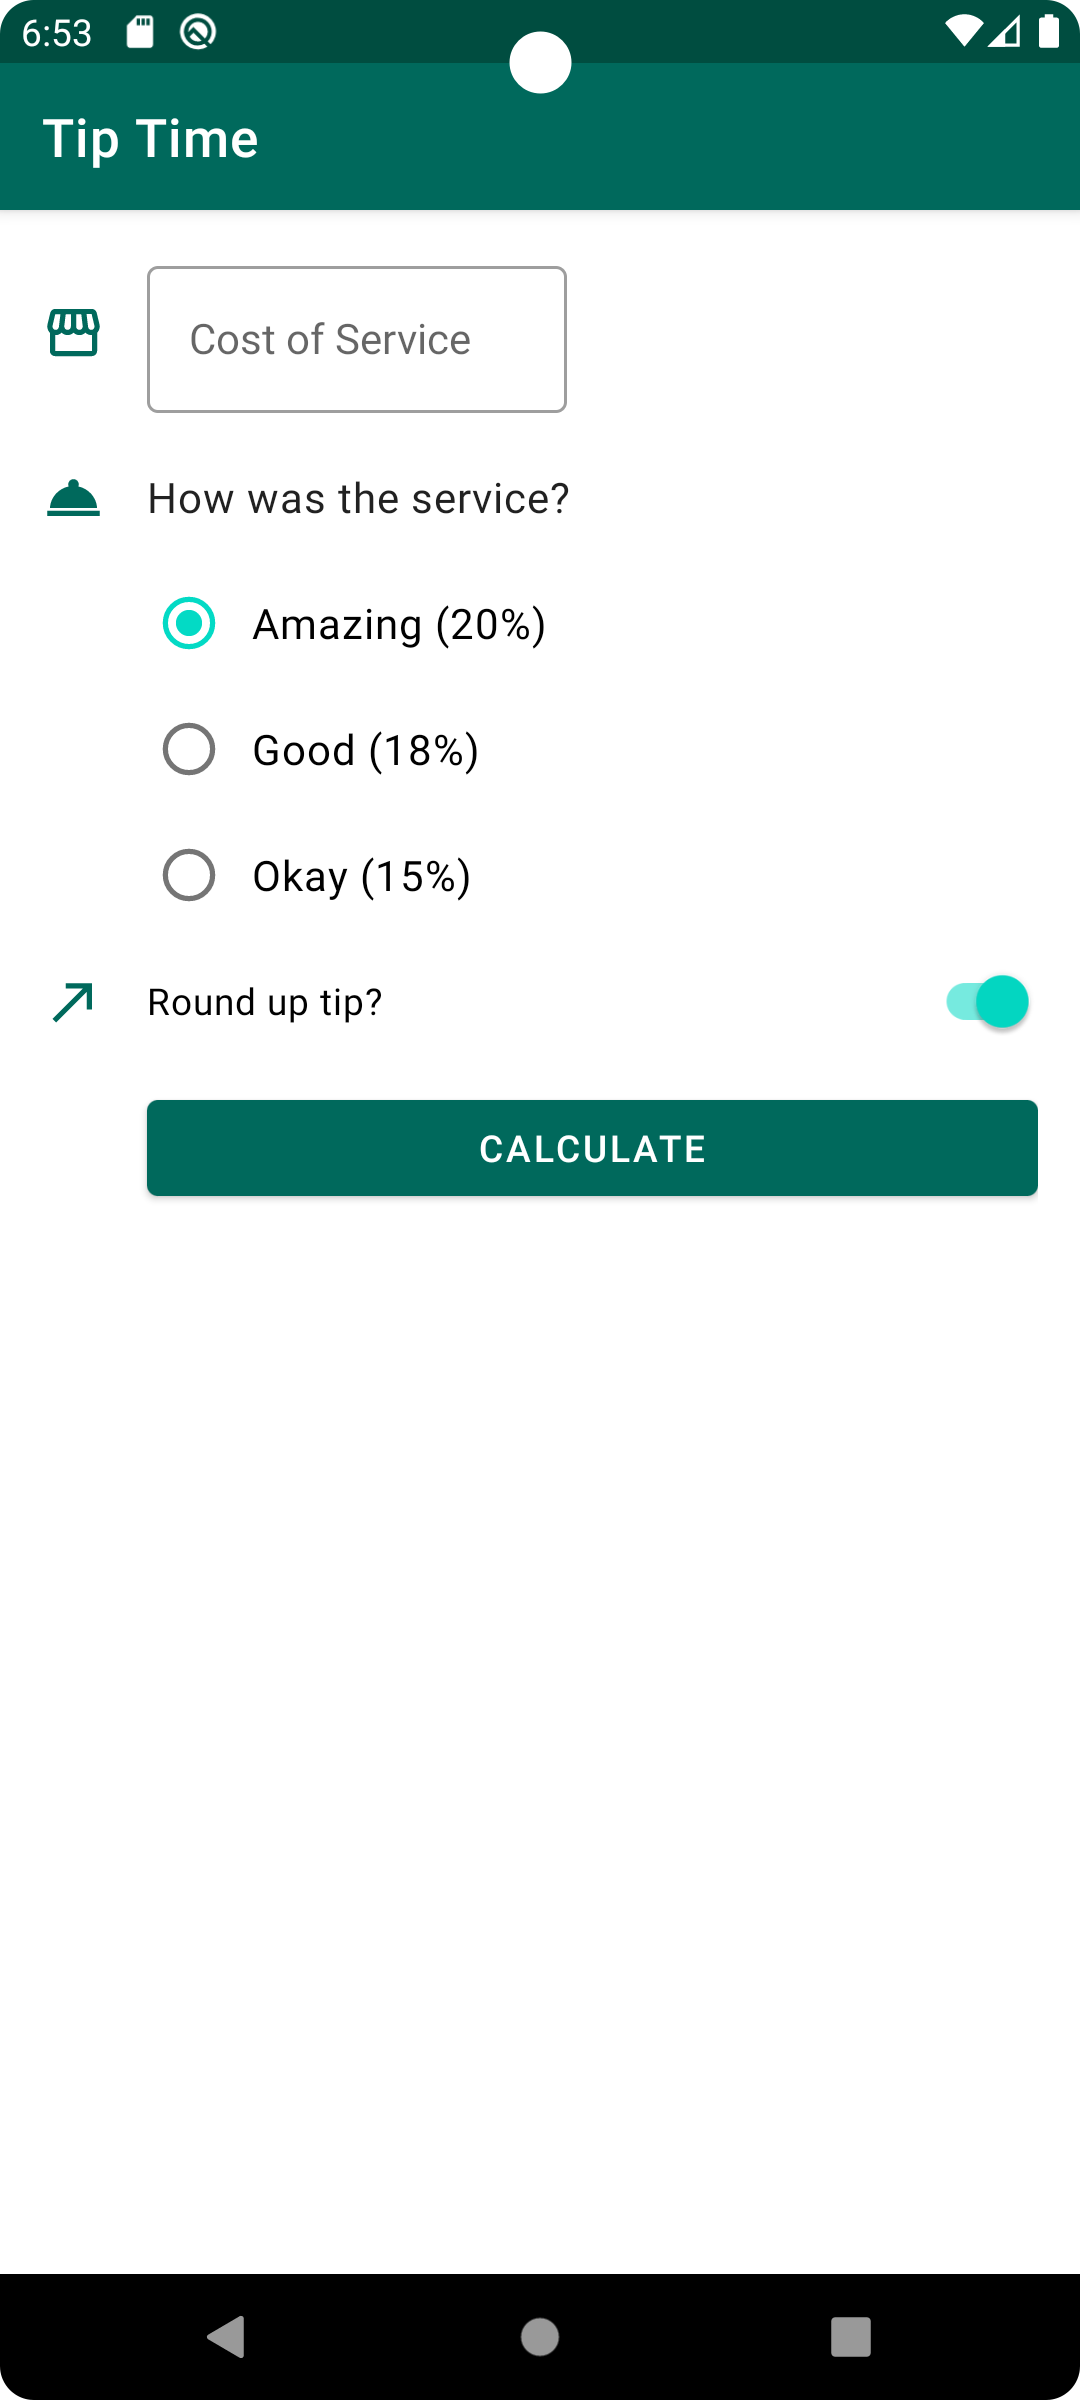 6:53
Tip Time
Cost of Service
How was the service?
Amazing (20%)
Good (18%)
Okay (15%)
Round up tip?
CALCULATE